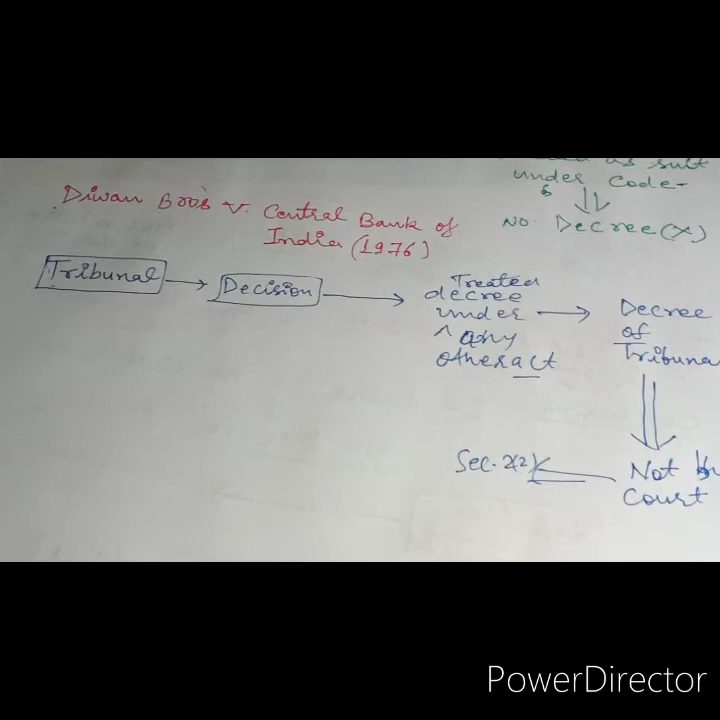 as suit
under Code-
NO Decree (X)
Diwan Bro's V. Central Bank of
India (1976)
Tribunal
Decision
Treated
decree
under
^ any
other act
Decree
of
Tribuna
Sec. 2(2)
Not
Court
PowerDirector